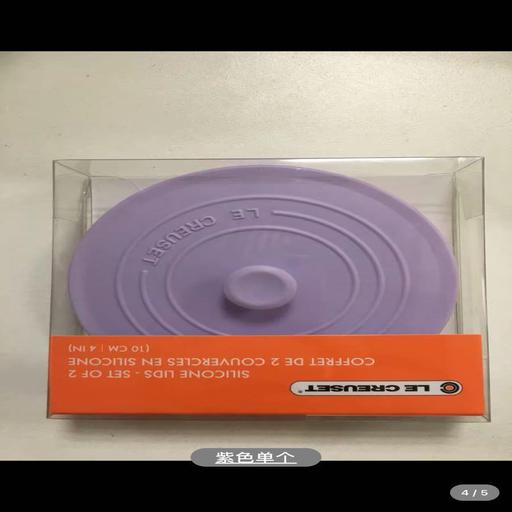 LE CREUSET
SILICONE LIDS - SET OF 2
COFFRET DE 2 COUVERCLES EN SILICONE
(10 CM | 4 IN)
LE CREUSET®
紫色单个
4 / 5